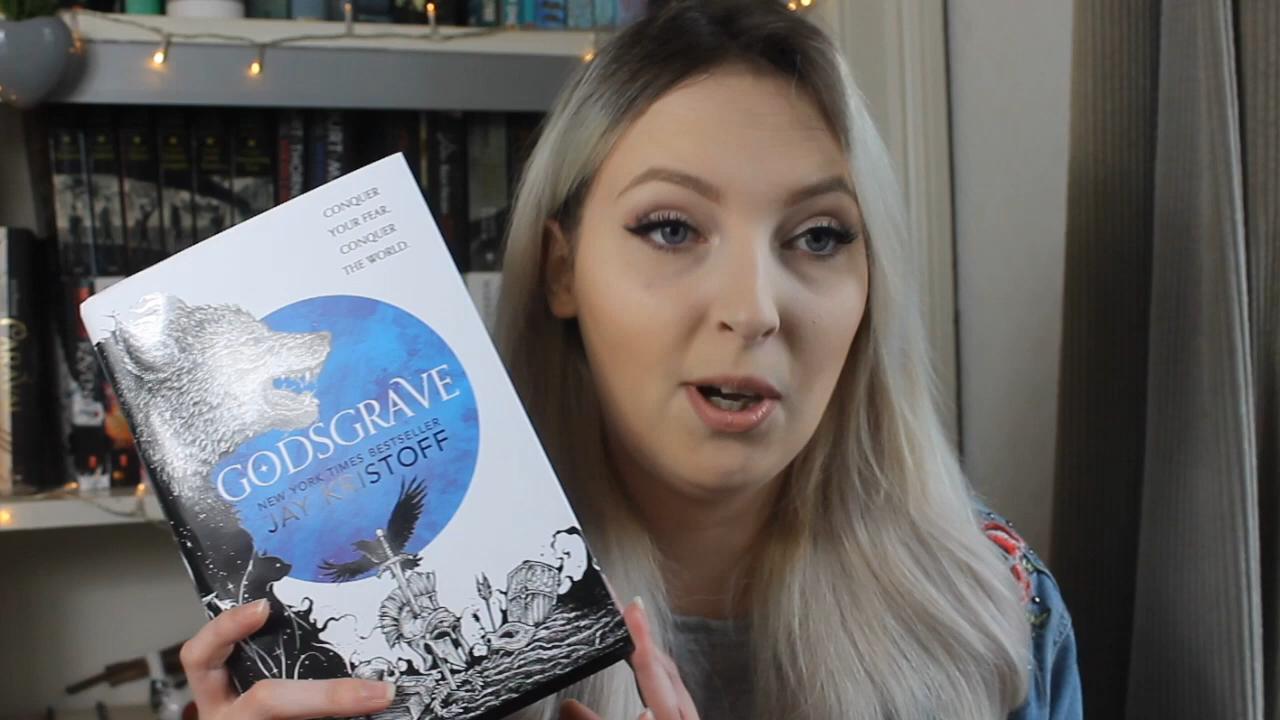 CONQUER
YOUR FEAR.
CONQUER
THE WORLD.
GODSGRAVE
NEW YORK TIMES BESTSELLER
JAY KRISTOFF